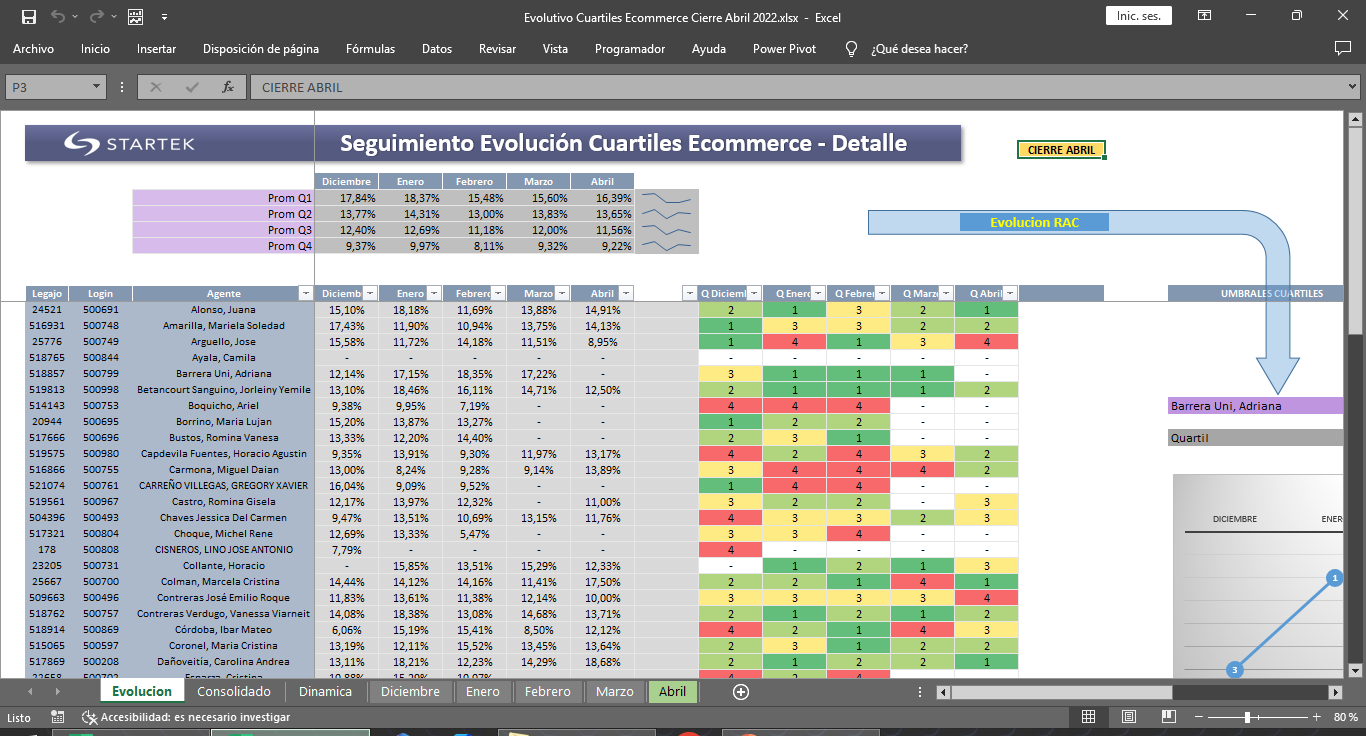 Evolutivo Cuartiles Ecommerce Cierre Abril 2022.xlsx - Excel
Inic. ses.
Archivo Inicio Insertar Disposición de página Fórmulas Datos Revisar Vista Programador Ayuda Power Pivot ¿Qué desea hacer?
P3 fx CIERRE ABRIL
STARTEK Seguimiento Evolución Cuartiles Ecommerce - Detalle
CIERRE ABRIL
Diciembre Enero Febrero Marzo Abril
Prom Q1 17,84% 18,37% 15,48% 15,60% 16,39%
Prom Q2 13,77% 14,31% 13,00% 13,83% 13,65%
Prom Q3 12,40% 12,69% 11,18% 12,00% 11,56%
Prom Q4 9,37% 9,97% 8,11% 9,32% 9,22%
Evolucion RAC
Legajo Login Agente Diciemb Enero Febrero Marzo Abril Q Diciemb Q Enero Q Febrer Q Marzo Q Abril UMBRALES CUARTILES
24521 500691 Alonso, Juana 15,10% 18,18% 11,69% 13,88% 14,91% 2 1 3 2 1
516931 500748 Amarilla, Mariela Soledad 17,43% 11,90% 10,94% 13,75% 14,13% 1 3 3 2 2
25776 500749 Arguello, Jose 15,58% 11,72% 14,18% 11,51% 8,95% 1 4 1 3 4
518765 500844 Ayala, Camila - - - - - - - - - -
518857 500799 Barrera Uni, Adriana 12,14% 17,15% 18,35% 17,22% - 3 1 1 1 -
519813 500998 Betancourt Sanguino, Jorleiny Yemile 13,10% 18,46% 16,11% 14,71% 12,50% 2 1 1 1 2
514143 500753 Boquicho, Ariel 9,38% 9,95% 7,19% - - 4 4 4 - -
20944 500695 Borrino, Maria Lujan 15,20% 13,87% 13,27% - - 1 2 2 - -
517666 500696 Bustos, Romina Vanesa 13,33% 12,20% 14,40% - - 2 3 1 - -
519575 500980 Capdevila Fuentes, Horacio Agustin 9,35% 13,91% 9,30% 11,97% 13,17% 4 2 4 3 2
516866 500755 Carmona, Miguel Daian 13,00% 8,24% 9,28% 9,14% 13,89% 3 4 4 4 2
521074 500761 CARREÑO VILLEGAS, GREGORY XAVIER 16,04% 9,09% 9,52% - - 1 4 4 - -
519561 500967 Castro, Romina Gisela 12,17% 13,97% 12,32% - 11,00% 3 2 2 - 3
504396 500493 Chaves Jessica Del Carmen 9,47% 13,51% 10,69% 13,15% 11,76% 4 3 3 2 3
517321 500804 Choque, Michel Rene 12,69% 13,33% 5,47% - - 3 3 4 - -
178 500808 CISNEROS, LINO JOSE ANTONIO 7,79% - - - - 4 - - - -
23205 500731 Collante, Horacio - 15,85% 13,51% 15,29% 12,33% - 1 2 1 3
25667 500700 Colman, Marcela Cristina 14,44% 14,12% 14,16% 11,41% 17,50% 2 2 1 4 1
509663 500496 Contreras José Emilio Roque 11,83% 13,61% 11,38% 12,14% 10,00% 3 3 3 3 4
518762 500757 Contreras Verdugo, Vanessa Viarneit 14,08% 18,38% 13,08% 14,68% 13,71% 2 1 2 1 2
518914 500869 Córdoba, Ibar Mateo 6,06% 15,19% 15,41% 8,50% 12,12% 4 2 1 4 3
515065 500597 Coronel, Maria Cristina 13,19% 12,11% 15,52% 13,45% 13,64% 2 3 1 2 2
517869 500208 Dañoveitía, Carolina Andrea 13,11% 18,21% 12,23% 14,29% 18,68% 2 1 2 2 1
Barrera Uni, Adriana
Quartil
DICIEMBRE ENER
1
3
Evolucion Consolidado Dinamica Diciembre Enero Febrero Marzo Abril
Listo Accesibilidad: es necesario investigar 80 %